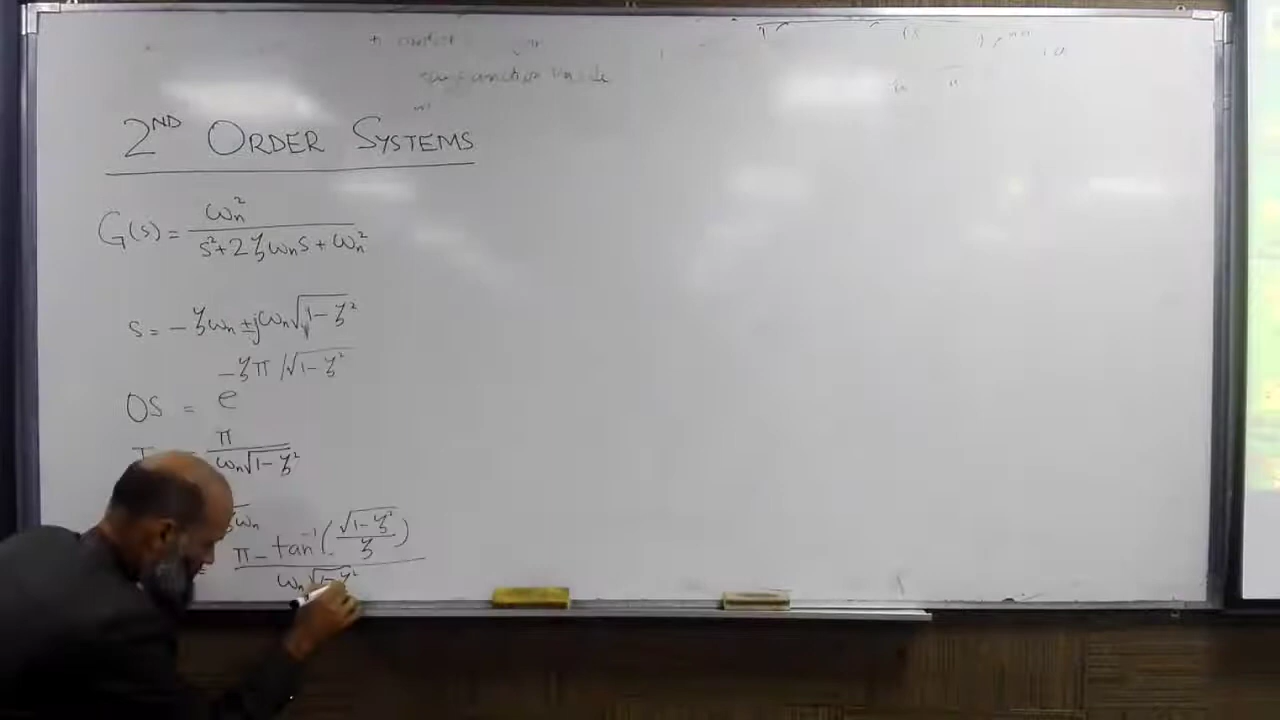 2ND ORDER SYSTEMS
G(s) = ωn² / (s² + 2ζωns + ωn²)
s = -ζωn ± jωn√(1-ζ²)
OS = e^(-ζπ/√(1-ζ²))
= π / (ωn√(1-ζ²))
ζωn
= (π - tan⁻¹(√(1-ζ²)/ζ)) / (ωn√(1-ζ²))